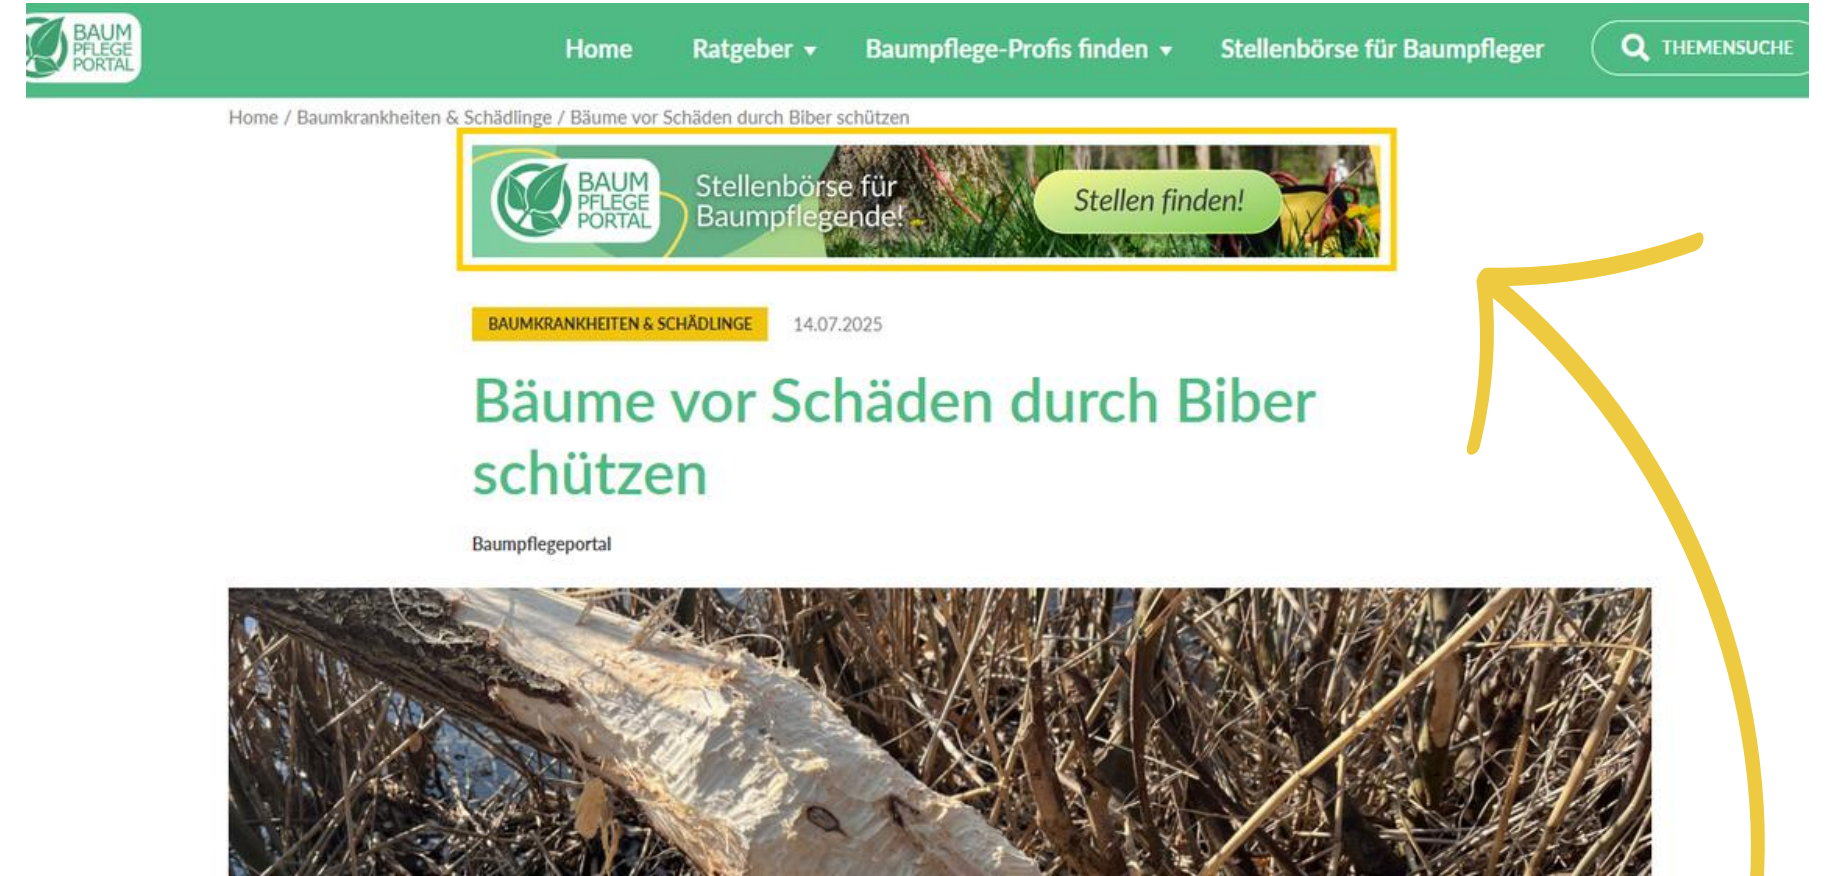 BAUM
PFLEGE
PORTAL
Home Ratgeber Baumpflege-Profis finden Stellenbörse für Baumpfleger THEMENSUCHE
Home / Baumkrankheiten & Schädlinge / Bäume vor Schäden durch Biber schützen
BAUM
PFLEGE
PORTAL
Stellenbörse für
Baumpflegende!
Stellen finden!
BAUMKRANKHEITEN & SCHÄDLINGE 14.07.2025
Bäume vor Schäden durch Biber
schützen
Baumpflegeportal